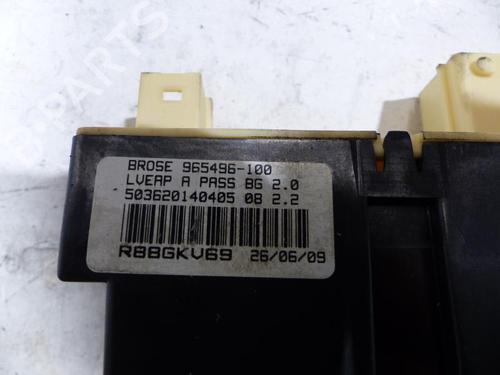 BROSE 965496-100
LVEAP A PASS BG 2.0
503620140405 08 2.2
R88GKV69 26/06/09